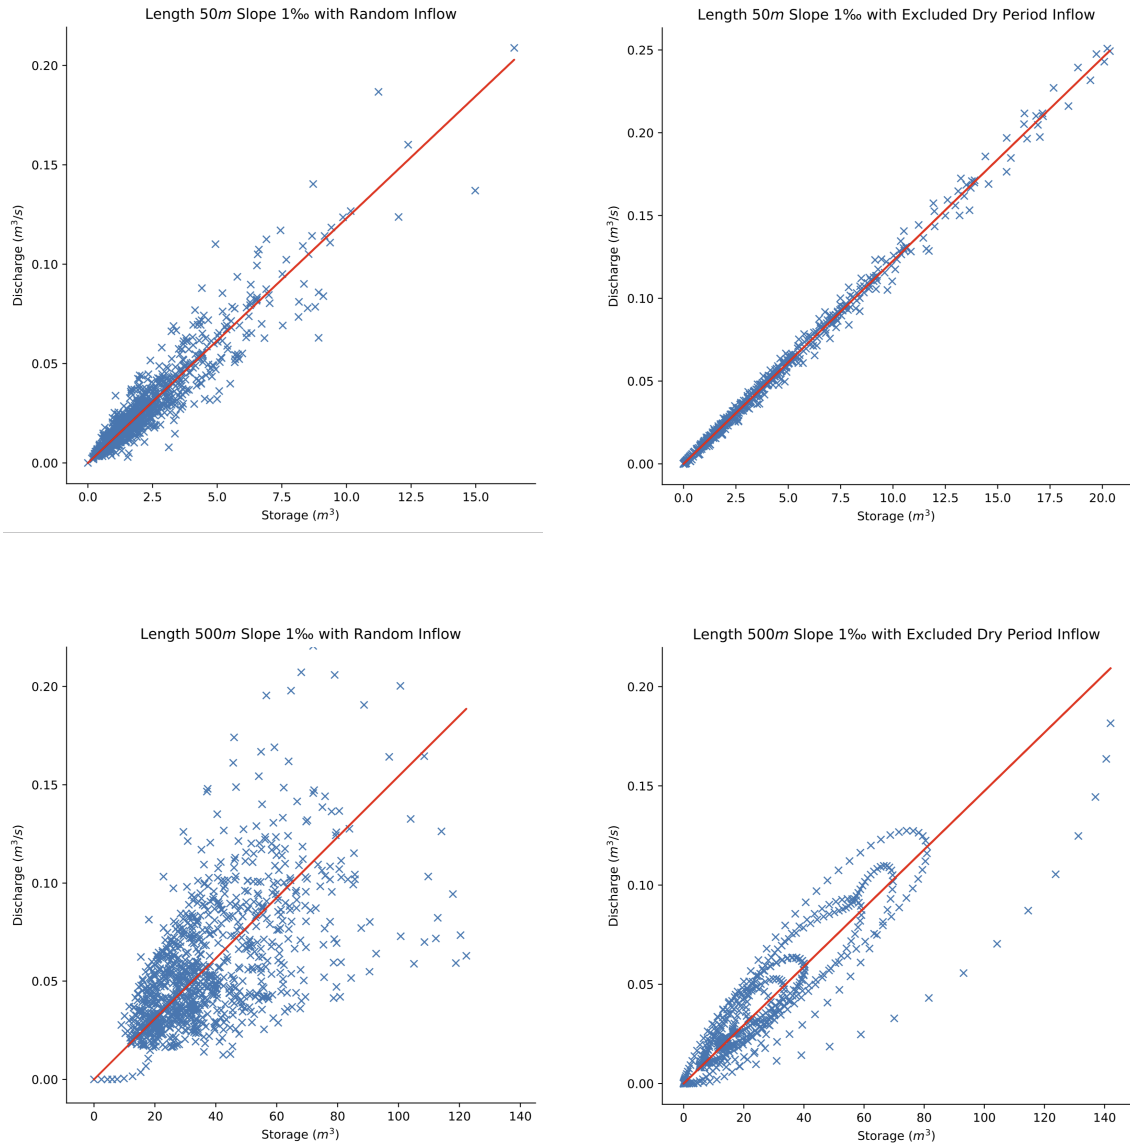 Length 50m Slope 1‰ with Random Inflow
0.20
0.15
0.10
0.05
0.00
Discharge (m³/s)
0.0 2.5 5.0 7.5 10.0 12.5 15.0
Storage (m³)
Length 50m Slope 1‰ with Excluded Dry Period Inflow
0.25
0.20
0.15
0.10
0.05
0.00
Discharge (m³/s)
0.0 2.5 5.0 7.5 10.0 12.5 15.0 17.5 20.0
Storage (m³)
Length 500m Slope 1‰ with Random Inflow
0.20
0.15
0.10
0.05
0.00
Discharge (m³/s)
0 20 40 60 80 100 120 140
Storage (m³)
Length 500m Slope 1‰ with Excluded Dry Period Inflow
0.20
0.15
0.10
0.05
0.00
Discharge (m³/s)
0 20 40 60 80 100 120 140
Storage (m³)